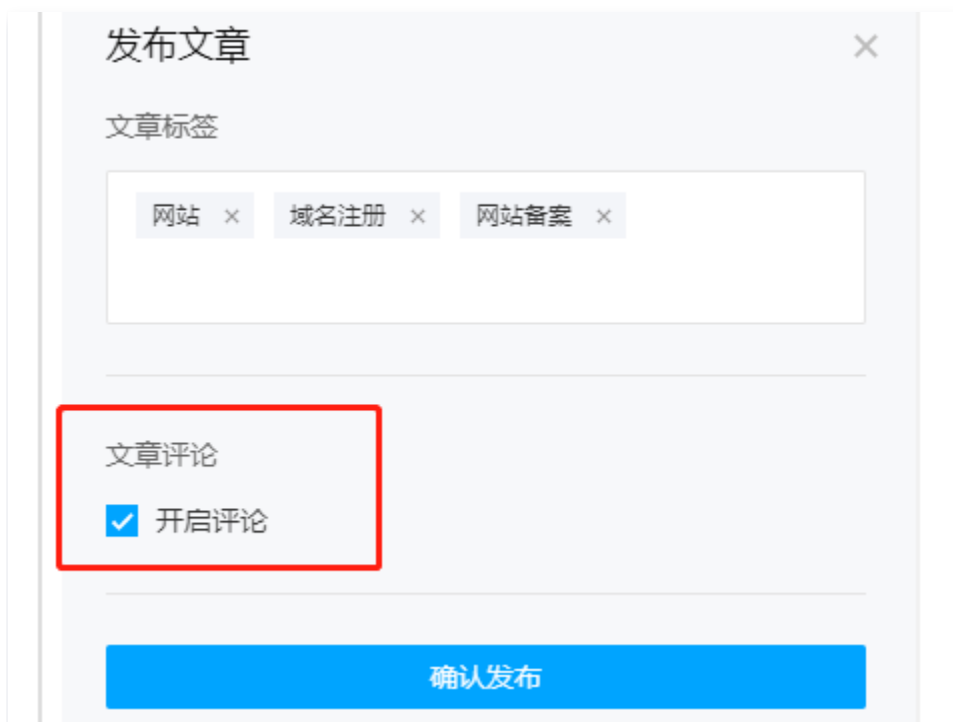 发布文章
文章标签
网站 域名注册 网站备案
文章评论
开启评论
确认发布